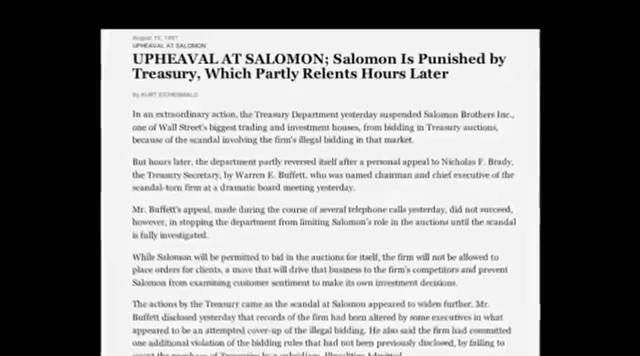 August 19, 1991
UPHEAVAL AT SALOMON
UPHEAVAL AT SALOMON; Salomon Is Punished by
Treasury, Which Partly Relents Hours Later
By KURT EICHENWALD
In an extraordinary action, the Treasury Department yesterday suspended Salomon Brothers Inc.,
one of Wall Street's biggest trading and investment houses, from bidding in Treasury auctions,
because of the scandal involving the firm's illegal bidding in that market.
But hours later, the department partly reversed itself after a personal appeal to Nicholas F. Brady,
the Treasury Secretary, by Warren E. Buffett, who was named chairman and chief executive of the
scandal-torn firm at a dramatic board meeting yesterday.
Mr. Buffett's appeal, made during the course of several telephone calls yesterday, did not succeed,
however, in stopping the department from limiting Salomon's role in the auctions until the scandal
is fully investigated.
While Salomon will be permitted to bid in the auctions for itself, the firm will not be allowed to
place orders for clients, a move that will drive that business to the firm's competitors and prevent
Salomon from examining customer sentiment to make its own investment decisions.
The actions by the Treasury came as the scandal at Salomon appeared to widen further. Mr.
Buffett disclosed yesterday that records of the firm had been altered by some executives in what
appeared to be an attempted cover-up of the illegal bidding. He also said the firm had committed
one additional violation of the bidding rules that had not been previously disclosed, by failing to